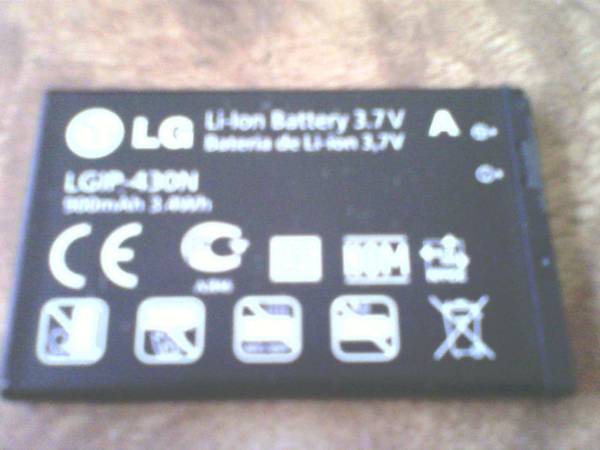 LG
Li-Ion Battery 3.7V
A
Bateria de Li-Ion 3,7V
LGIP-430N
900mAh 3.4Wh
CE